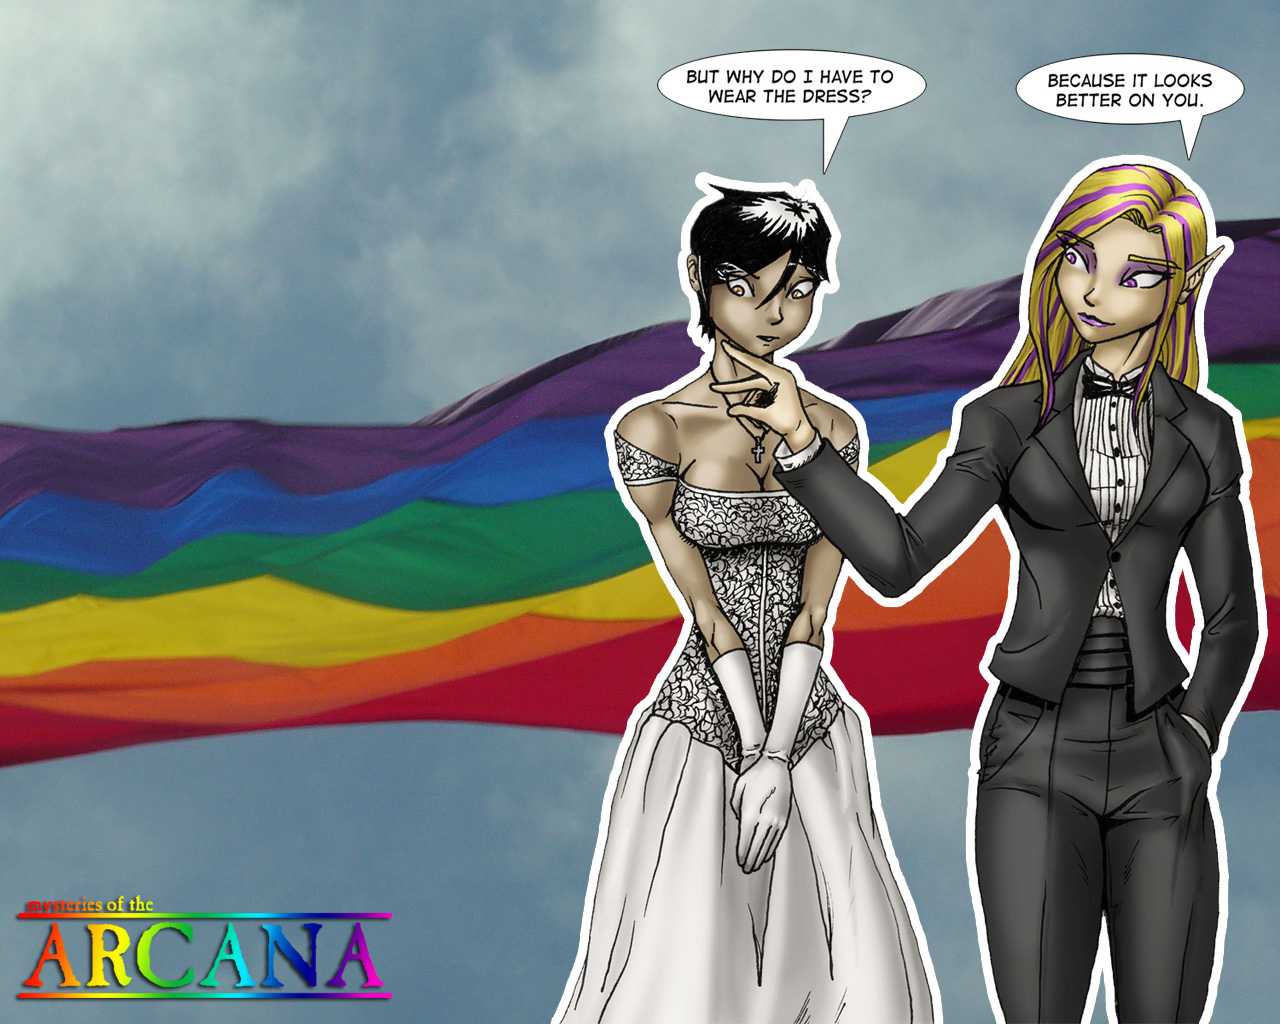 BUT WHY DO I HAVE TO
WEAR THE DRESS?
BECAUSE IT LOOKS
BETTER ON YOU.
mysteries of the
ARCANA